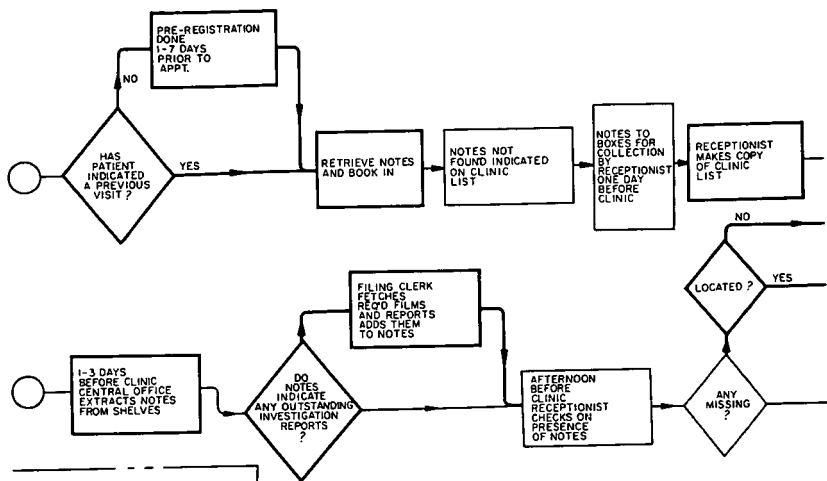 PRE-REGISTRATION
DONE
1-7 DAYS
PRIOR TO
APPT.
NO
HAS
PATIENT
INDICATED
A PREVIOUS
VISIT ?
YES
RETRIEVE NOTES
AND BOOK IN
NOTES NOT
FOUND INDICATED
ON CLINIC
LIST
NOTES TO
BOXES FOR
COLLECTION
BY
RECEPTIONIST
ONE DAY
BEFORE
CLINIC
RECEPTIONIST
MAKES COPY
OF CLINIC
LIST
NO
LOCATED ?
YES
FILING CLERK
FETCHES
REQ'D FILMS
AND REPORTS
ADDS THEM
TO NOTES
1-3 DAYS
BEFORE CLINIC
CENTRAL OFFICE
EXTRACTS NOTES
FROM SHELVES
DO
NOTES
INDICATE
ANY OUTSTANDING
INVESTIGATION
REPORTS
?
AFTERNOON
BEFORE
CLINIC
RECEPTIONIST
CHECKS ON
PRESENCE
OF NOTES
ANY
MISSING
?